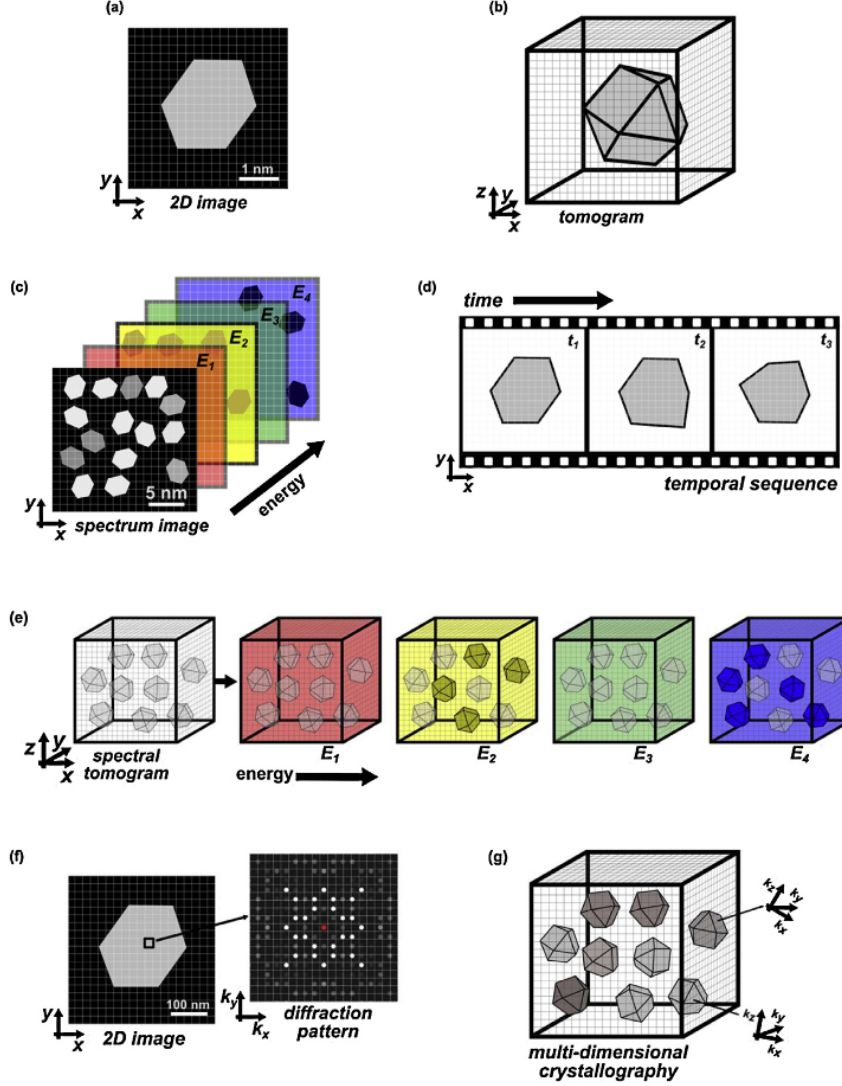 (a)
1 nm
y
x
2D image
(b)
z
y
x
tomogram
(c)
E4
E3
E2
E1
5 nm
energy
y
x
spectrum image
(d)
time
t1
t2
t3
y
x
temporal sequence
(e)
z
y
x
spectral
tomogram
E1
E2
E3
E4
energy
(f)
100 nm
y
x
2D image
ky
kx
diffraction
pattern
(g)
kz
ky
kx
kz
ky
kx
multi-dimensional
crystallography